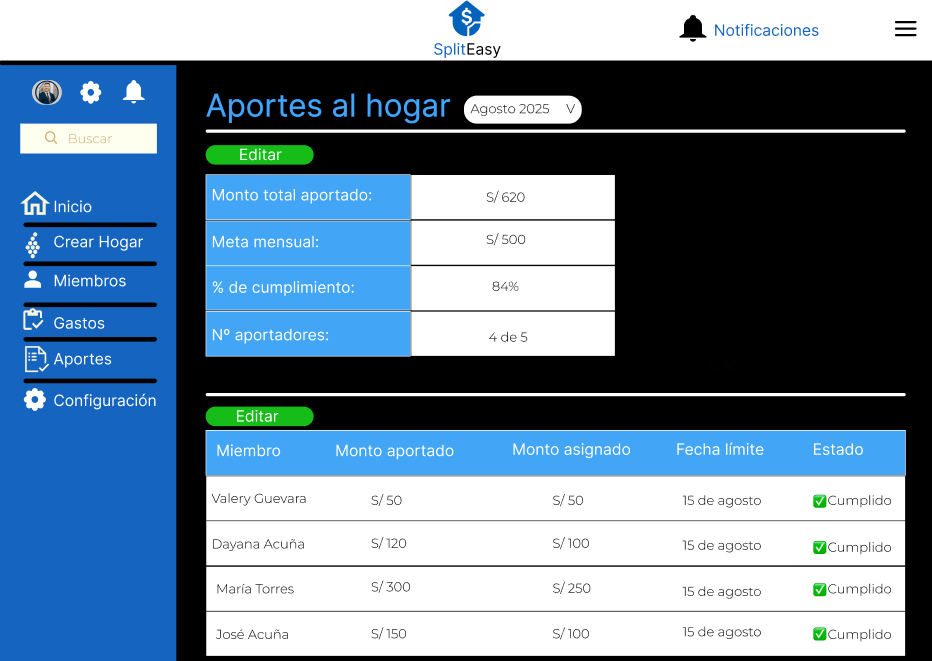 SplitEasy
Notificaciones
Buscar
Inicio
Crear Hogar
Miembros
Gastos
Aportes
Configuración
Aportes al hogar
Agosto 2025 V
Editar
Monto total aportado: S/ 620
Meta mensual: S/ 500
% de cumplimiento: 84%
Nº aportadores: 4 de 5
Editar
Miembro Monto aportado Monto asignado Fecha límite Estado
Valery Guevara S/ 50 S/ 50 15 de agosto ✅Cumplido
Dayana Acuña S/ 120 S/ 100 15 de agosto ✅Cumplido
María Torres S/ 300 S/ 250 15 de agosto ✅Cumplido
José Acuña S/ 150 S/ 100 15 de agosto ✅Cumplido